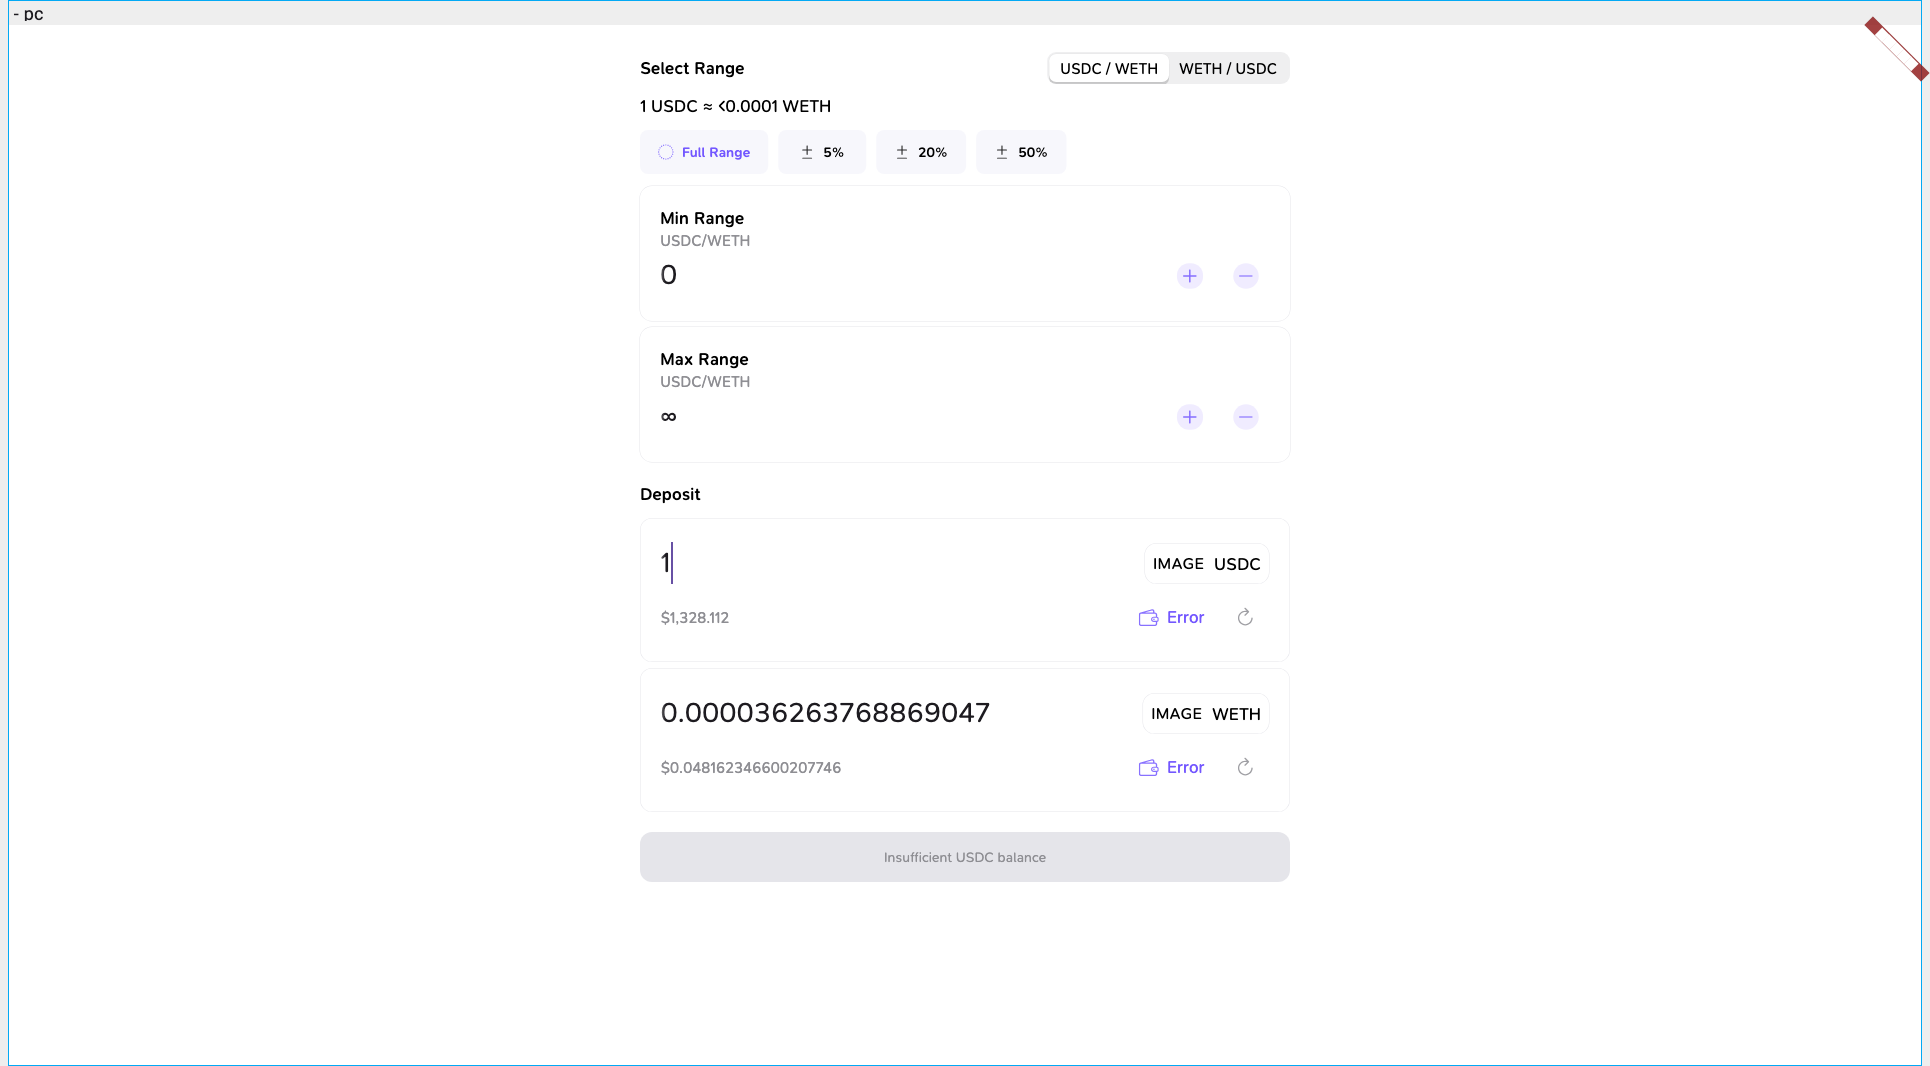 - pc
Select Range
USDC / WETH WETH / USDC
1 USDC ≈ <0.0001 WETH
Full Range ± 5% ± 20% ± 50%
Min Range
USDC/WETH
0
Max Range
USDC/WETH
∞
Deposit
1 IMAGE USDC
$1,328.112 Error
0.000036263768869047 IMAGE WETH
$0.048162346600207746 Error
Insufficient USDC balance